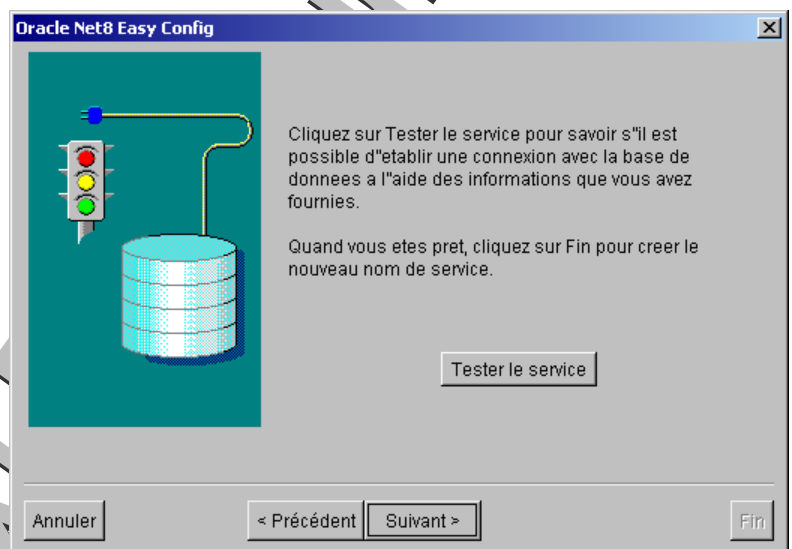 Oracle Net8 Easy Config
Cliquez sur Tester le service pour savoir s"il est
possible d"etablir une connexion avec la base de
donnees a l"aide des informations que vous avez
fournies.
Quand vous etes pret, cliquez sur Fin pour creer le
nouveau nom de service.
Tester le service
Annuler
< Précédent
Suivant >
Fin